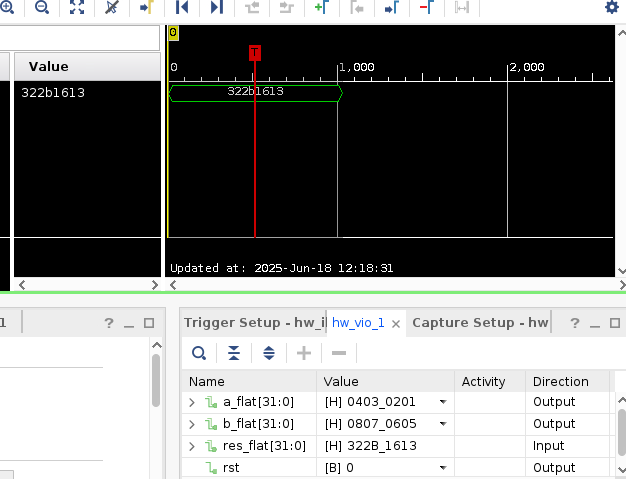 0
T
Value
0 1,000 2,000
322b1613 322b1613
Updated at: 2025-Jun-18 12:18:31
1 ? Trigger Setup - hw_i hw_vio_1 × Capture Setup - hw ?
Name Value Activity Direction
a_flat[31:0] [H] 0403_0201 Output
b_flat[31:0] [H] 0807_0605 Output
res_flat[31:0] [H] 322B_1613 Input
rst [B] 0 Output